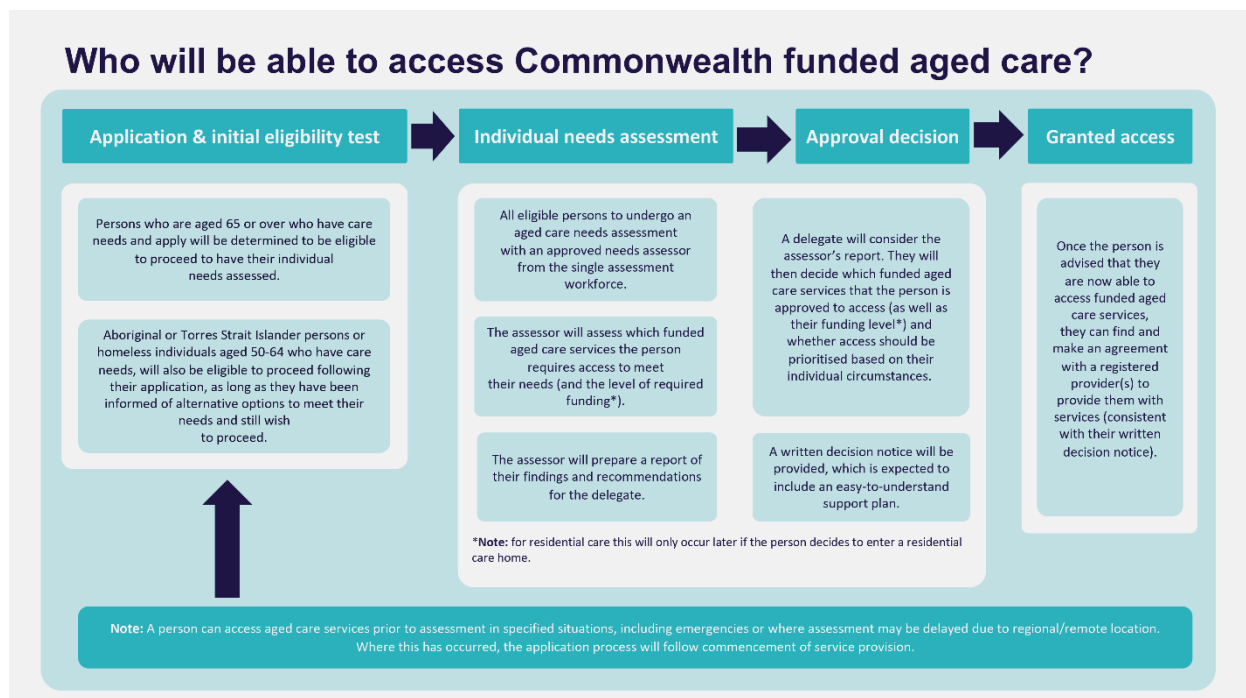 Who will be able to access Commonwealth funded aged care?
Application & initial eligibility test
Individual needs assessment
Approval decision
Granted access
Persons who are aged 65 or over who have care
needs and apply will be determined to be eligible
to proceed to have their individual
needs assessed.
Aboriginal or Torres Strait Islander persons or
homeless individuals aged 50-64 who have care
needs, will also be eligible to proceed following
their application, as long as they have been
informed of alternative options to meet their
needs and still wish
to proceed.
All eligible persons to undergo an
aged care needs assessment
with an approved needs assessor
from the single assessment
workforce.
The assessor will assess which funded
aged care services the person
requires access to meet
their needs (and the level of required
funding*).
The assessor will prepare a report of
their findings and recommendations
for the delegate.
A delegate will consider the
assessor's report. They will
then decide which funded aged
care services that the person is
approved to access (as well as
their funding level*) and
whether access should be
prioritised based on their
individual circumstances.
A written decision notice will be
provided, which is expected to
include an easy-to-understand
support plan.
*Note: for residential care this will only occur later if the person decides to enter a residential
care home.
Once the person is
advised that they
are now able to
access funded aged
care services,
they can find and
make an agreement
with a registered
provider(s) to
provide them with
services (consistent
with their written
decision notice).
Note: A person can access aged care services prior to assessment in specified situations, including emergencies or where assessment may be delayed due to regional/remote location.
Where this has occurred, the application process will follow commencement of service provision.